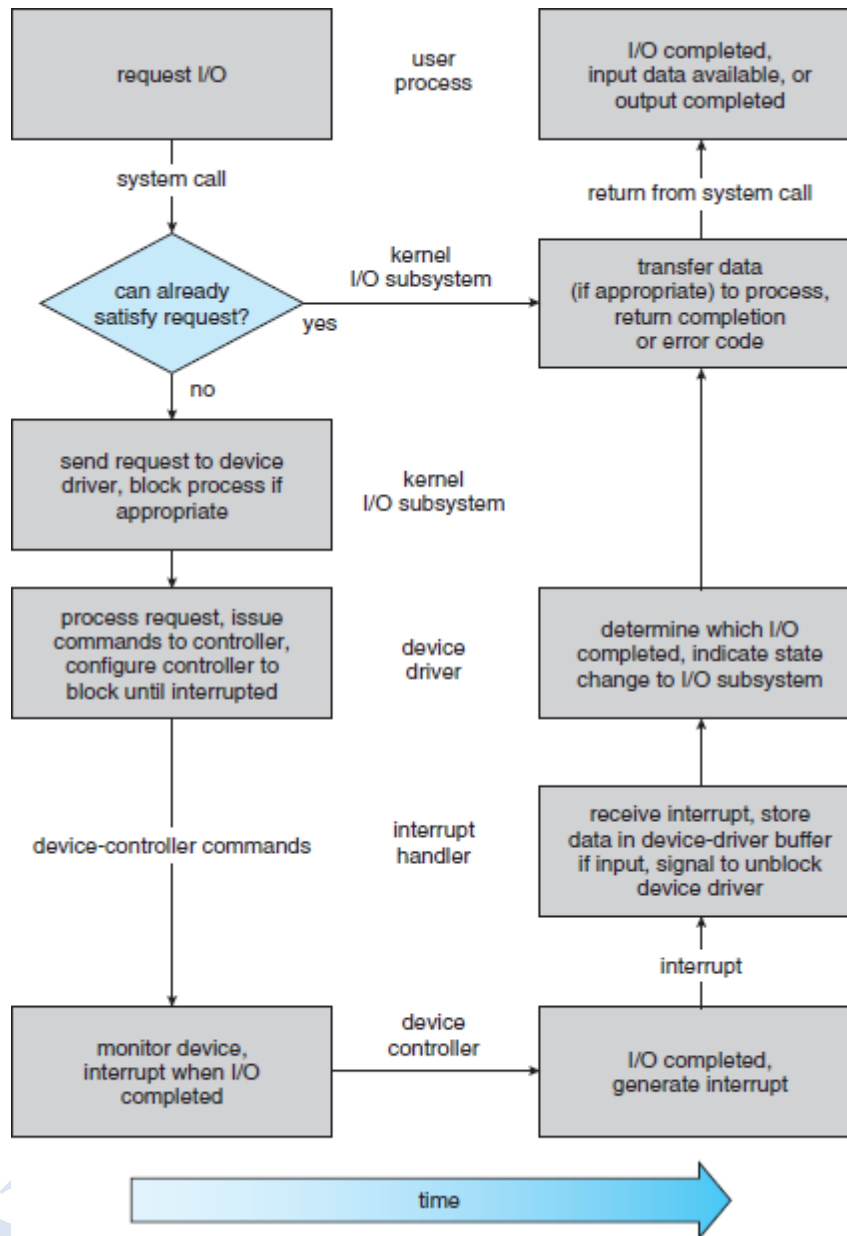 request I/O
user
process
I/O completed,
input data available, or
output completed
system call
return from system call
can already
satisfy request?
yes
no
kernel
I/O subsystem
transfer data
(if appropriate) to process,
return completion
or error code
send request to device
driver, block process if
appropriate
kernel
I/O subsystem
process request, issue
commands to controller,
configure controller to
block until interrupted
device
driver
determine which I/O
completed, indicate state
change to I/O subsystem
device-controller commands
interrupt
handler
receive interrupt, store
data in device-driver buffer
if input, signal to unblock
device driver
interrupt
monitor device,
interrupt when I/O
completed
device
controller
I/O completed,
generate interrupt
time